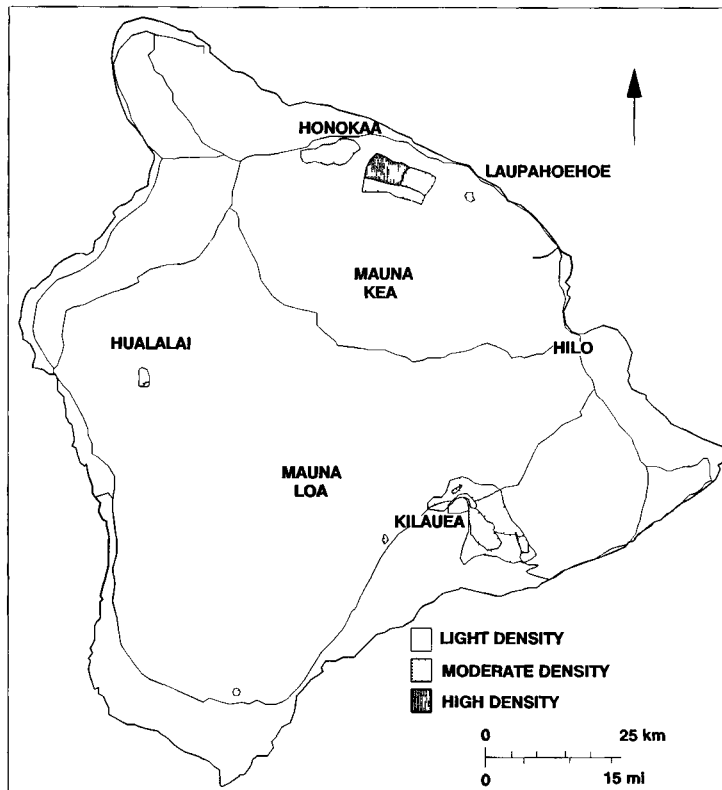 HONOKAA
LAUPAHOEHOE
MAUNA
KEA
HUALALAI
HILO
MAUNA
LOA
KILAUEA
LIGHT DENSITY
MODERATE DENSITY
HIGH DENSITY
0 25 km
0 15 mi